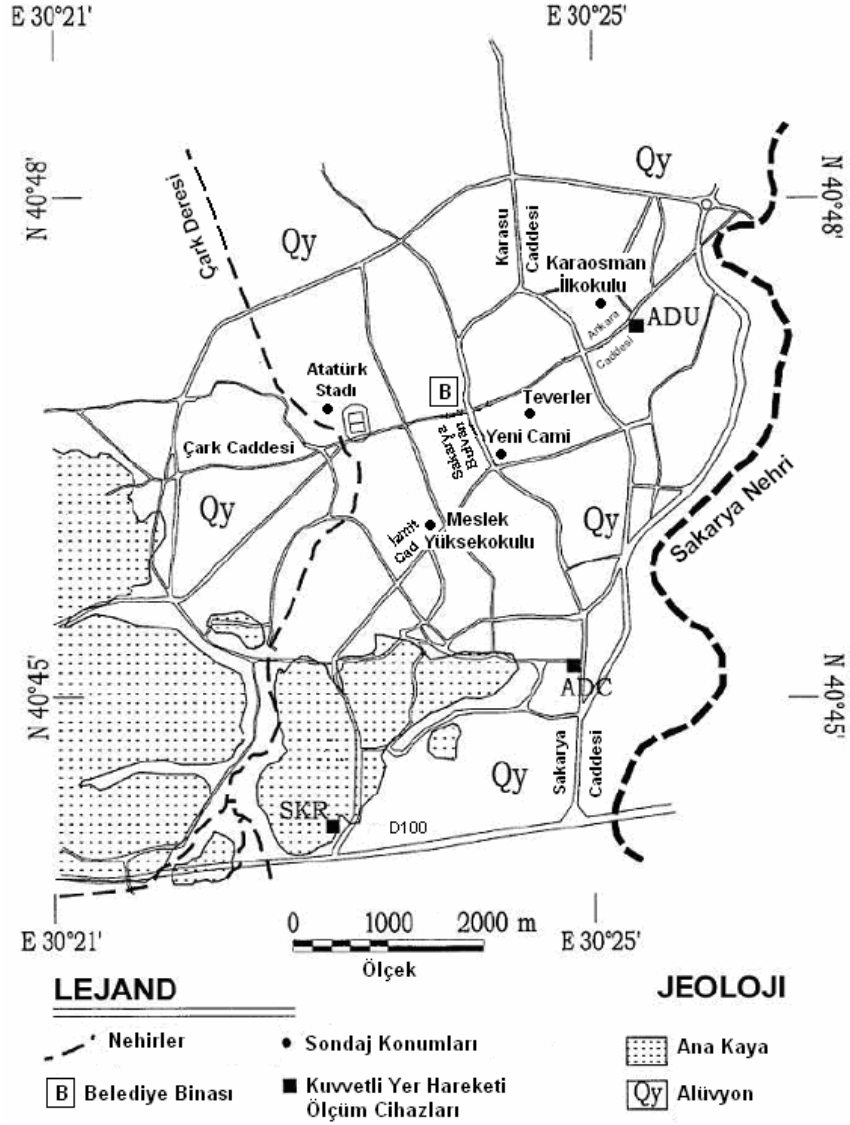 E 30°21'
E 30°25'
N 40°48'
N 40°48'
Qy
Qy
Çark Deresi
Karasu
Caddesi
Karaosman
İlkokulu
Ankara
Caddesi
ADU
Atatürk
Stadı
B
Teverler
Sakarya
Bulvarı
Yeni Cami
Çark Caddesi
Qy
Qy
Sakarya Nehri
İzmit
Cad
Meslek
Yüksekokulu
N 40°45'
N 40°45'
ADC
Qy
Sakarya
Caddesi
SKR
D100
E 30°21'
0 1000 2000 m
Ölçek
E 30°25'
LEJAND
JEOLOJI
Nehirler
Sondaj Konumları
Ana Kaya
B Belediye Binası
Kuvvetli Yer Hareketi
Ölçüm Cihazları
Qy Alüvyon